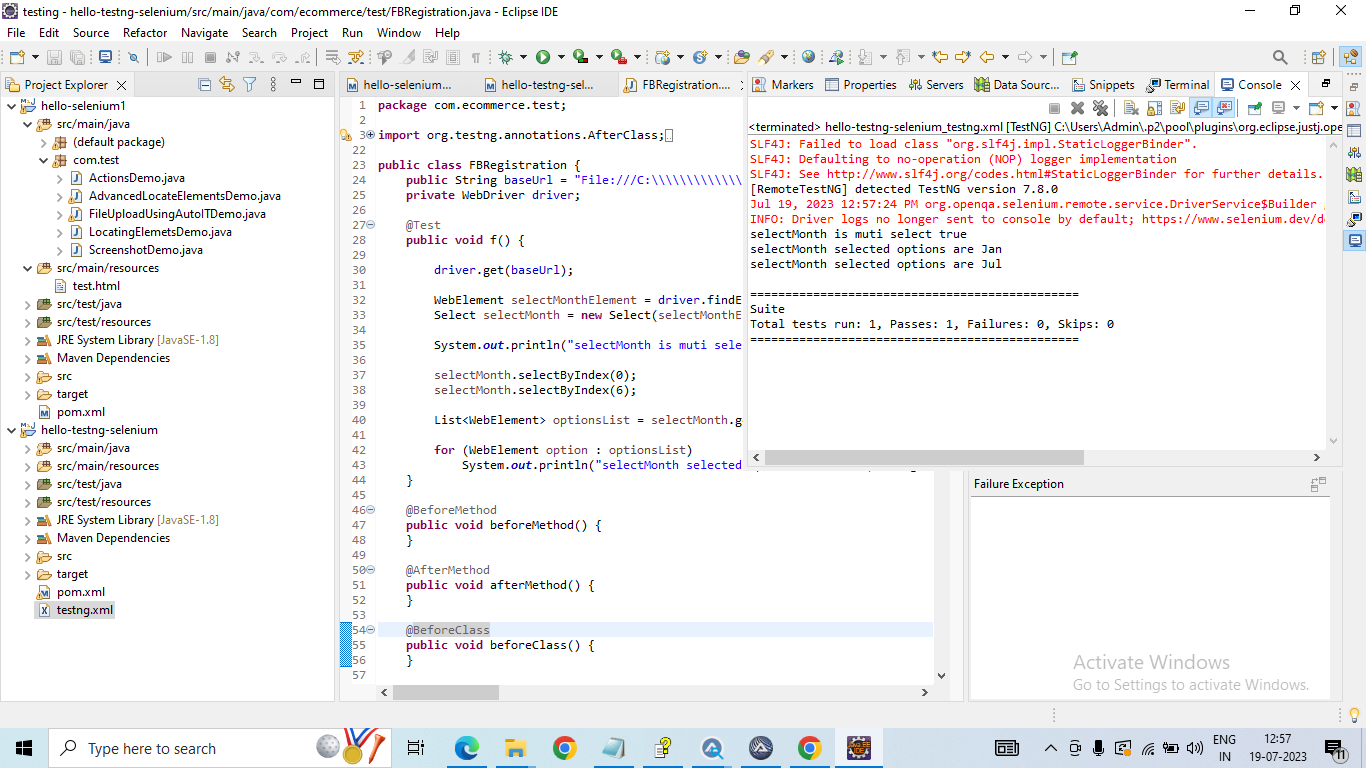 testing - hello-testng-selenium/src/main/java/com/ecommerce/test/FBRegistration.java - Eclipse IDE
File Edit Source Refactor Navigate Search Project Run Window Help
Project Explorer
hello-selenium1
src/main/java
(default package)
com.test
ActionsDemo.java
AdvancedLocateElementsDemo.java
FileUploadUsingAutoITDemo.java
LocatingElemetsDemo.java
ScreenshotDemo.java
src/main/resources
test.html
src/test/java
src/test/resources
JRE System Library [JavaSE-1.8]
Maven Dependencies
src
target
pom.xml
hello-testng-selenium
src/main/java
src/main/resources
src/test/java
src/test/resources
JRE System Library [JavaSE-1.8]
Maven Dependencies
src
target
pom.xml
testng.xml
hello-selenium... hello-testng-sel... FBRegistration....
1 package com.ecommerce.test;
2
3 import org.testng.annotations.AfterClass;
22
23 public class FBRegistration {
24 public String baseUrl = "File:///C:\\\\\\\\\\\\\
25 private WebDriver driver;
26
27 @Test
28 public void f() {
29
30 driver.get(baseUrl);
31
32 WebElement selectMonthElement = driver.findE
33 Select selectMonth = new Select(selectMonthE
34
35 System.out.println("selectMonth is muti sele
36
37 selectMonth.selectByIndex(0);
38 selectMonth.selectByIndex(6);
39
40 List<WebElement> optionsList = selectMonth.g
41
42 for (WebElement option : optionsList)
43 System.out.println("selectMonth selected
44 }
45
46 @BeforeMethod
47 public void beforeMethod() {
48 }
49
50 @AfterMethod
51 public void afterMethod() {
52 }
53
54 @BeforeClass
55 public void beforeClass() {
56 }
57
Markers Properties Servers Data Sourc... Snippets Terminal Console
<terminated> hello-testng-selenium_testng.xml [TestNG] C:\Users\Admin\.p2\pool\plugins\org.eclipse.justj.ope
SLF4J: Failed to load class "org.slf4j.impl.StaticLoggerBinder".
SLF4J: Defaulting to no-operation (NOP) logger implementation
SLF4J: See http://www.slf4j.org/codes.html#StaticLoggerBinder for further details.
[RemoteTestNG] detected TestNG version 7.8.0
Jul 19, 2023 12:57:24 PM org.openqa.selenium.remote.service.DriverService$Builder
INFO: Driver logs no longer sent to console by default; https://www.selenium.dev/d
selectMonth is muti select true
selectMonth selected options are Jan
selectMonth selected options are Jul
===============================================
Suite
Total tests run: 1, Passes: 1, Failures: 0, Skips: 0
===============================================
Failure Exception
Activate Windows
Go to Settings to activate Windows.
Type here to search
ENG
IN
12:57
19-07-2023
11